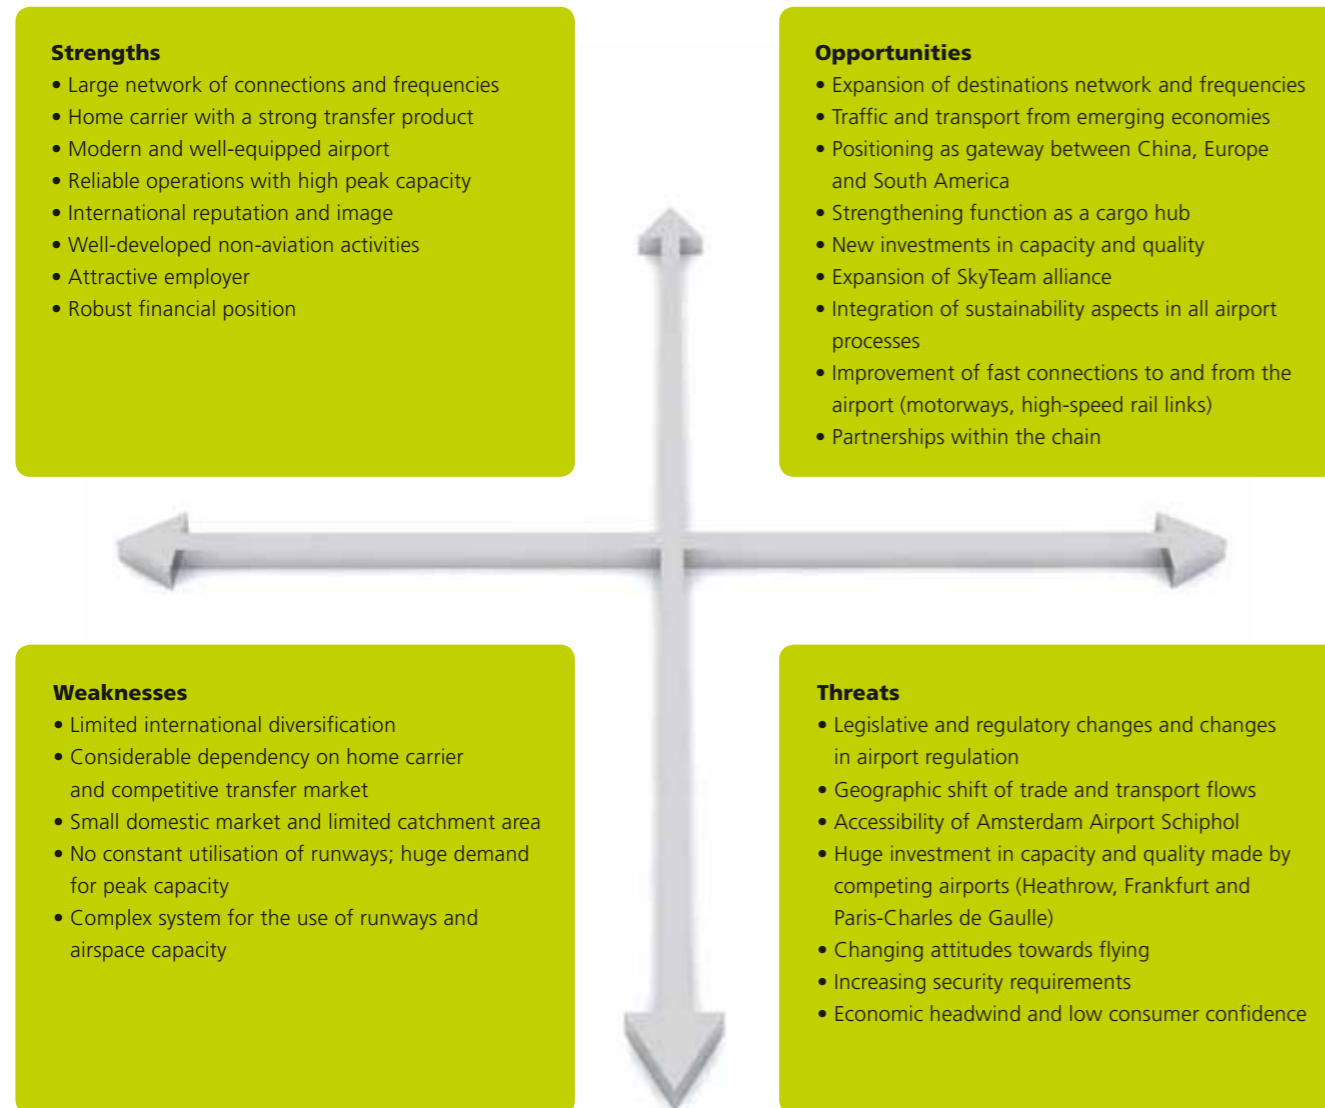 Strengths
• Large network of connections and frequencies
• Home carrier with a strong transfer product
• Modern and well-equipped airport
• Reliable operations with high peak capacity
• International reputation and image
• Well-developed non-aviation activities
• Attractive employer
• Robust financial position
Opportunities
• Expansion of destinations network and frequencies
• Traffic and transport from emerging economies
• Positioning as gateway between China, Europe
and South America
• Strengthening function as a cargo hub
• New investments in capacity and quality
• Expansion of SkyTeam alliance
• Integration of sustainability aspects in all airport
processes
• Improvement of fast connections to and from the
airport (motorways, high-speed rail links)
• Partnerships within the chain
Weaknesses
• Limited international diversification
• Considerable dependency on home carrier
and competitive transfer market
• Small domestic market and limited catchment area
• No constant utilisation of runways; huge demand
for peak capacity
• Complex system for the use of runways and
airspace capacity
Threats
• Legislative and regulatory changes and changes
in airport regulation
• Geographic shift of trade and transport flows
• Accessibility of Amsterdam Airport Schiphol
• Huge investment in capacity and quality made by
competing airports (Heathrow, Frankfurt and
Paris-Charles de Gaulle)
• Changing attitudes towards flying
• Increasing security requirements
• Economic headwind and low consumer confidence